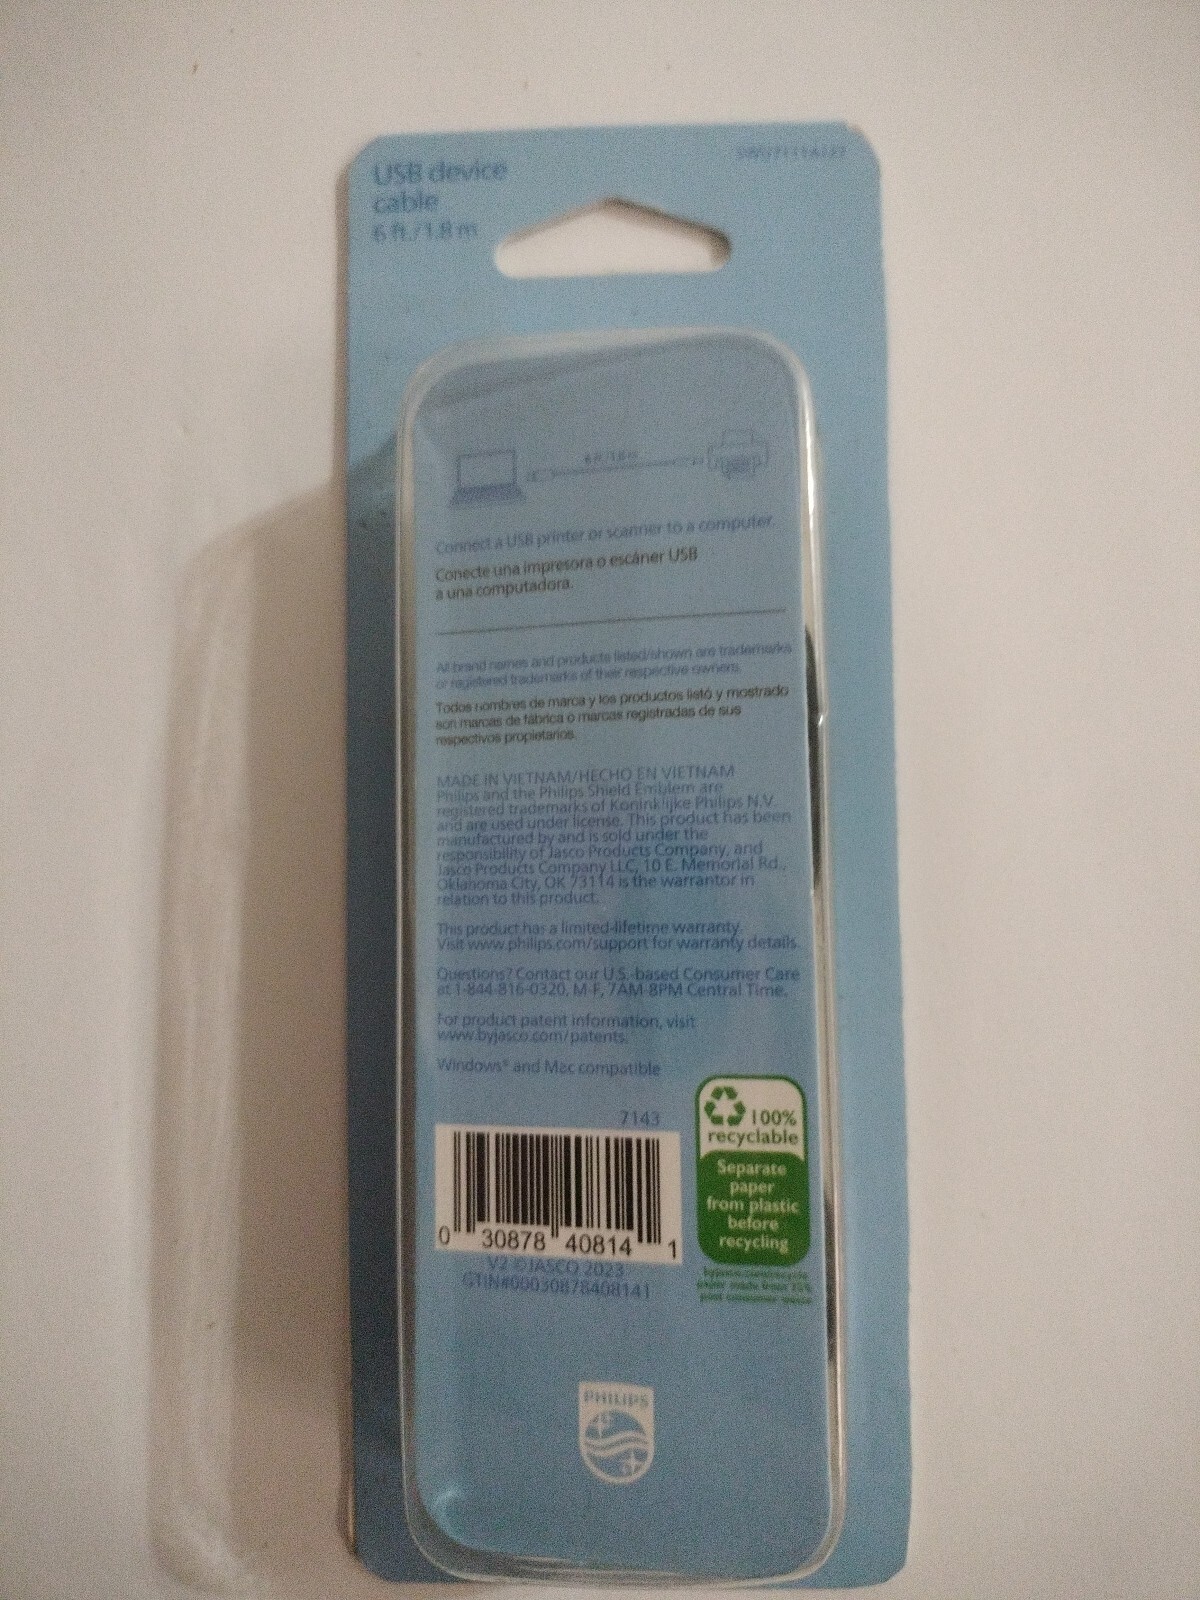 USB device
cable
6 ft./1.8 m
6 ft./1.8 m
Connect a USB printer or scanner to a computer.
Conecte una impresora o escáner USB
a una computadora.
All brand names and products listed/shown are trademarks
or registered trademarks of their respective owners.
Todos nombres de marca y los productos listó y mostrado
son marcas de fábrica o marcas registradas de sus
respectivos propietarios.
MADE IN VIETNAM/HECHO EN VIETNAM
Philips and the Philips Shield Emblem are
registered trademarks of Koninklijke Philips N.V.
and are used under license. This product has been
manufactured by and is sold under the
responsibility of Jasco Products Company, and
Jasco Products Company LLC, 10 E. Memorial Rd.,
Oklahoma City, OK 73114 is the warrantor in
relation to this product.
This product has a limited-lifetime warranty.
Visit www.philips.com/support for warranty details.
Questions? Contact our U.S.-based Consumer Care
at 1-844-816-0320, M-F, 7AM-8PM Central Time.
For product patent information, visit
www.byjasco.com/patents.
Windows® and Mac compatible
7143
0 30878 40814 1
V2 ©JASCO 2023
GTIN#00030878408141
100%
recyclable
Separate
paper
from plastic
before
recycling
PHILIPS